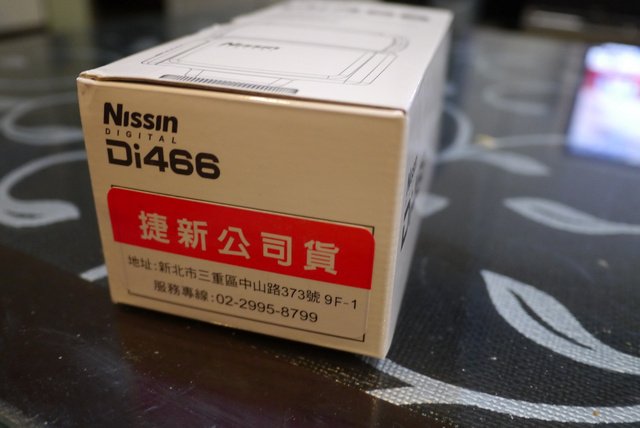 Nissin
Nissin
DIGITAL
Di466
捷新公司貨
地址:新北市三重區中山路373號 9F-1
服務專線:02-2995-8799